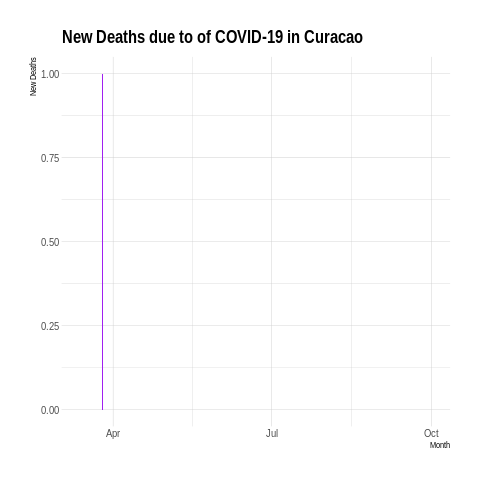 New Deaths due to of COVID-19 in Curacao
New Deaths
1.00
0.75
0.50
0.25
0.00
Apr Jul Oct
Month